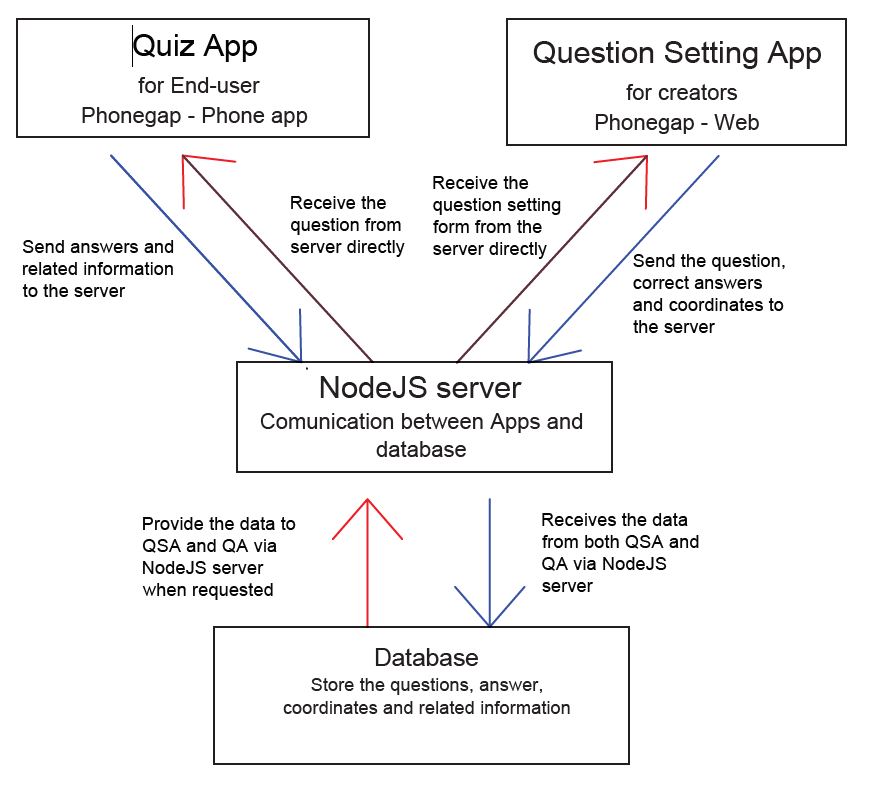 Quiz App
for End-user
Phonegap - Phone app
Question Setting App
for creators
Phonegap - Web
Send answers and
related information
to the server
Receive the
question from
server directly
Receive the
question setting
form from the
server directly
Send the question,
correct answers
and coordinates to
the server
NodeJS server
Comunication between Apps and
database
Provide the data to
QSA and QA via
NodeJS server
when requested
Receives the data
from both QSA and
QA via NodeJS
server
Database
Store the questions, answer,
coordinates and related information